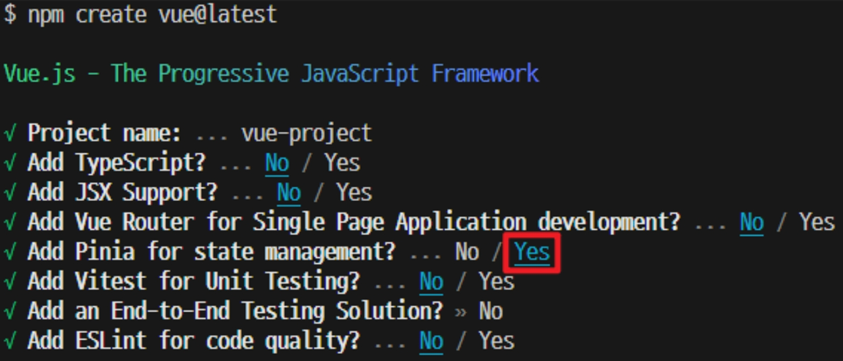 $ npm create vue@latest
Vue.js - The Progressive JavaScript Framework
√ Project name: ... vue-project
√ Add TypeScript? ... No / Yes
√ Add JSX Support? ... No / Yes
√ Add Vue Router for Single Page Application development? ... No / Yes
√ Add Pinia for state management? ... No / Yes
√ Add Vitest for Unit Testing? ... No / Yes
√ Add an End-to-End Testing Solution? » No
√ Add ESLint for code quality? ... No / Yes